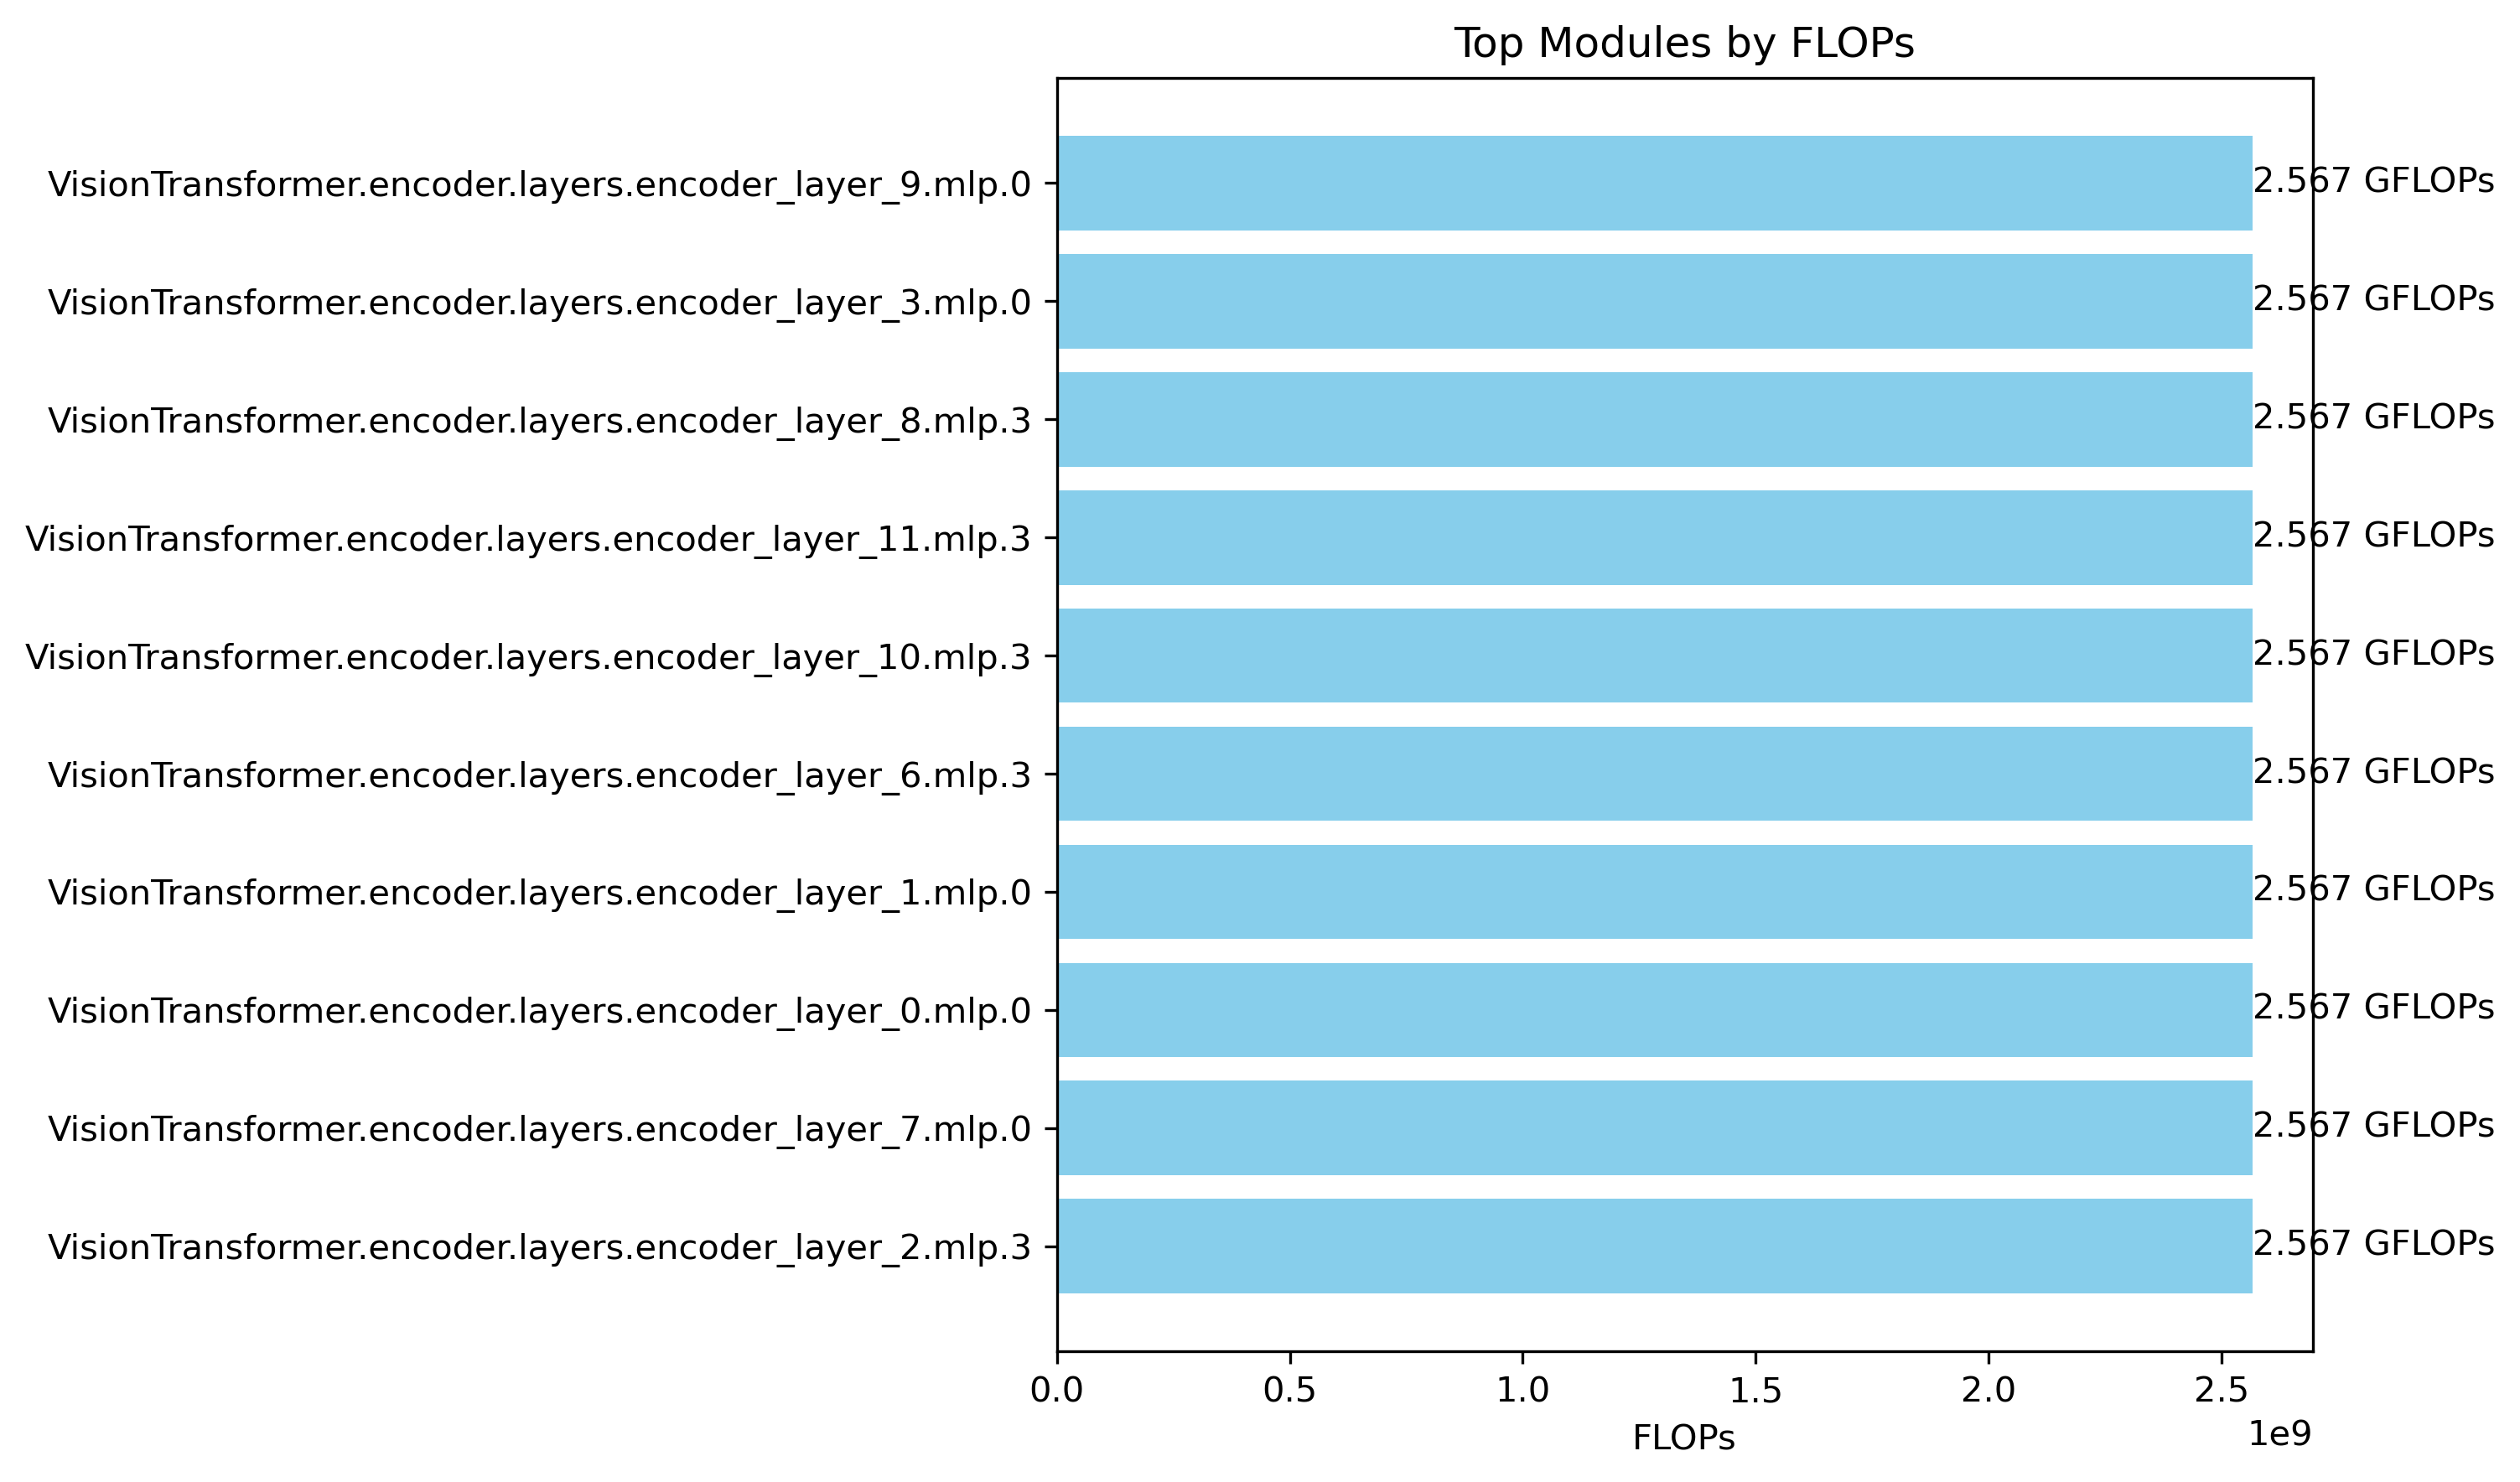 Top Modules by FLOPs
VisionTransformer.encoder.layers.encoder_layer_9.mlp.0 2.567 GFLOPs
VisionTransformer.encoder.layers.encoder_layer_3.mlp.0 2.567 GFLOPs
VisionTransformer.encoder.layers.encoder_layer_8.mlp.3 2.567 GFLOPs
VisionTransformer.encoder.layers.encoder_layer_11.mlp.3 2.567 GFLOPs
VisionTransformer.encoder.layers.encoder_layer_10.mlp.3 2.567 GFLOPs
VisionTransformer.encoder.layers.encoder_layer_6.mlp.3 2.567 GFLOPs
VisionTransformer.encoder.layers.encoder_layer_1.mlp.0 2.567 GFLOPs
VisionTransformer.encoder.layers.encoder_layer_0.mlp.0 2.567 GFLOPs
VisionTransformer.encoder.layers.encoder_layer_7.mlp.0 2.567 GFLOPs
VisionTransformer.encoder.layers.encoder_layer_2.mlp.3 2.567 GFLOPs
0.0 0.5 1.0 1.5 2.0 2.5
1e9
FLOPs